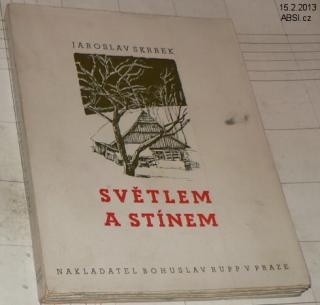 15.2.2013
ABSI.cz
JAROSLAV SKRBEK
SVĚTLEM
A STÍNEM
NAKLADATEL BOHUSLAV RUPP V PRAZE